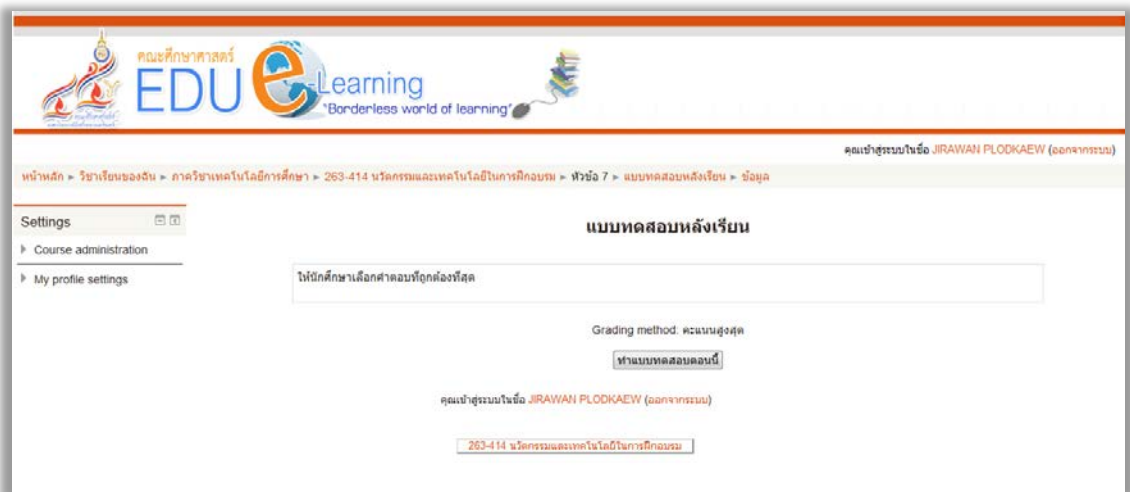 คณะศึกษาศาสตร์
EDU e-Learning
"Borderless world of learning"
คุณเข้าสู่ระบบในชื่อ JIRAWAN PLODKAEW (ออกจากระบบ)
หน้าหลัก ► วิชาเรียนของฉัน ► ภาควิชาเทคโนโลยีการศึกษา ► 263-414 นวัตกรรมและเทคโนโลยีในการฝึกอบรม ► หัวข้อ 7 ► แบบทดสอบหลังเรียน ► ข้อมูล
Settings
Course administration
My profile settings
แบบทดสอบหลังเรียน
ให้นักศึกษาเลือกคำตอบที่ถูกต้องที่สุด
Grading method: คะแนนสูงสุด
ทำแบบทดสอบตอนนี้
คุณเข้าสู่ระบบในชื่อ JIRAWAN PLODKAEW (ออกจากระบบ)
263-414 นวัตกรรมและเทคโนโลยีในการฝึกอบรม